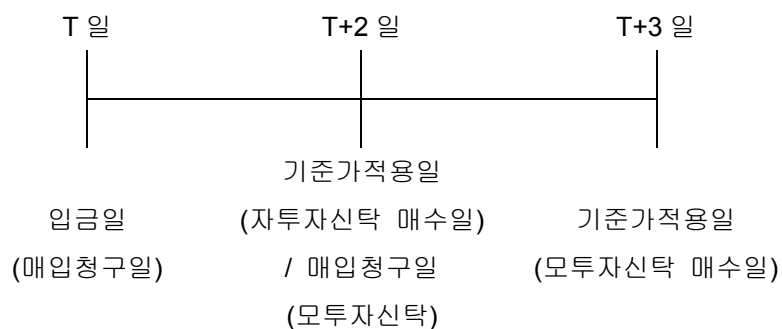 T 일 T+2 일 T+3 일
기준가적용일
입금일 (자투자신탁 매수일) 기준가적용일
(매입청구일) / 매입청구일 (모투자신탁 매수일)
(모투자신탁)